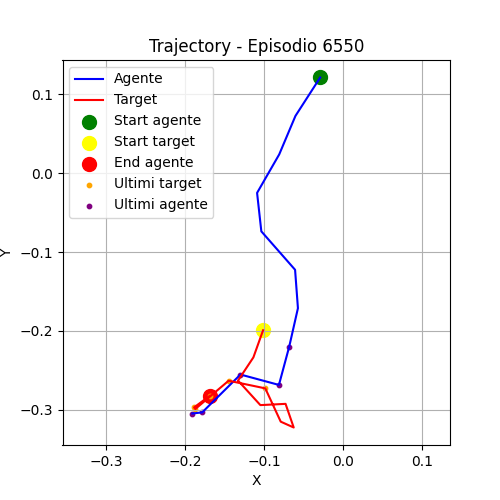 Trajectory - Episodio 6550
Agente
Target
Start agente
Start target
End agente
Ultimi target
Ultimi agente
0.1
0.0
−0.1
−0.2
−0.3
Y
−0.3
−0.2
−0.1
0.0
0.1
X